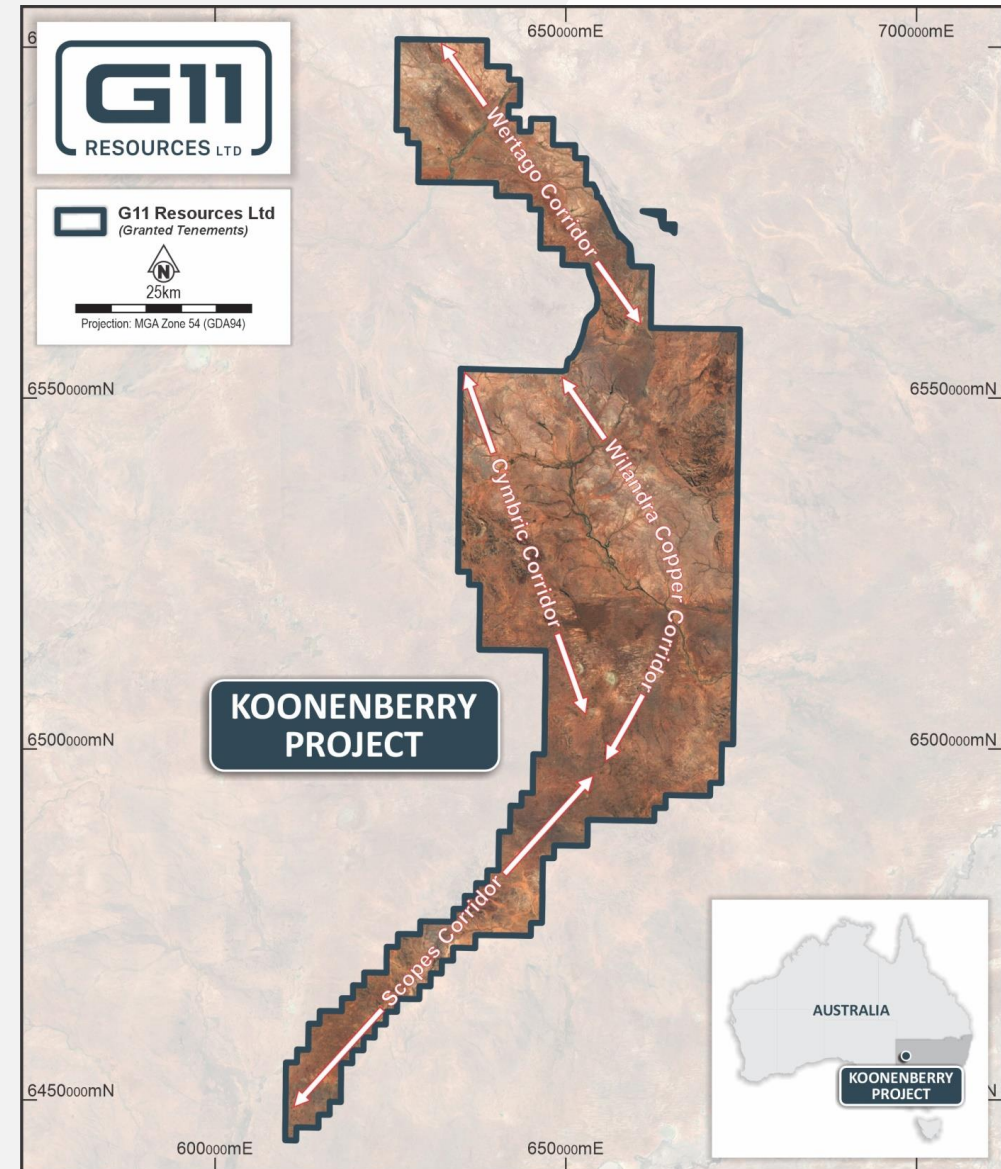 G11
RESOURCES LTD
G11 Resources Ltd
(Granted Tenements)
N
25km
Projection: MGA Zone 54 (GDA94)
650000mE
700000mE
Wertago Corridor
6550000mN
6550000mN
Cymbric Corridor
Wilandra Copper Corridor
KOONENBERRY
PROJECT
6500000mN
6500000mN
Scopes Corridor
AUSTRALIA
KOONENBERRY
PROJECT
6450000mN
600000mE
650000mE